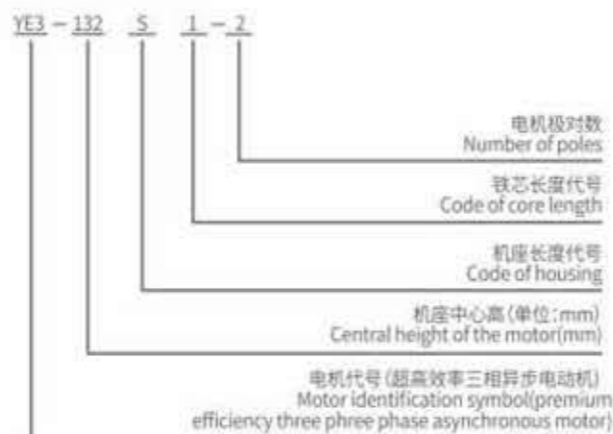 YE3-132 S 1-2
电机极对数
Number of poles
铁芯长度代号
Code of core length
机座长度代号
Code of housing
机座中心高(单位:mm)
Central height of the motor(mm)
电机代号(超高效率三相异步电动机)
Motor identification symbol(premium
efficiency three phree phase asynchronous motor)